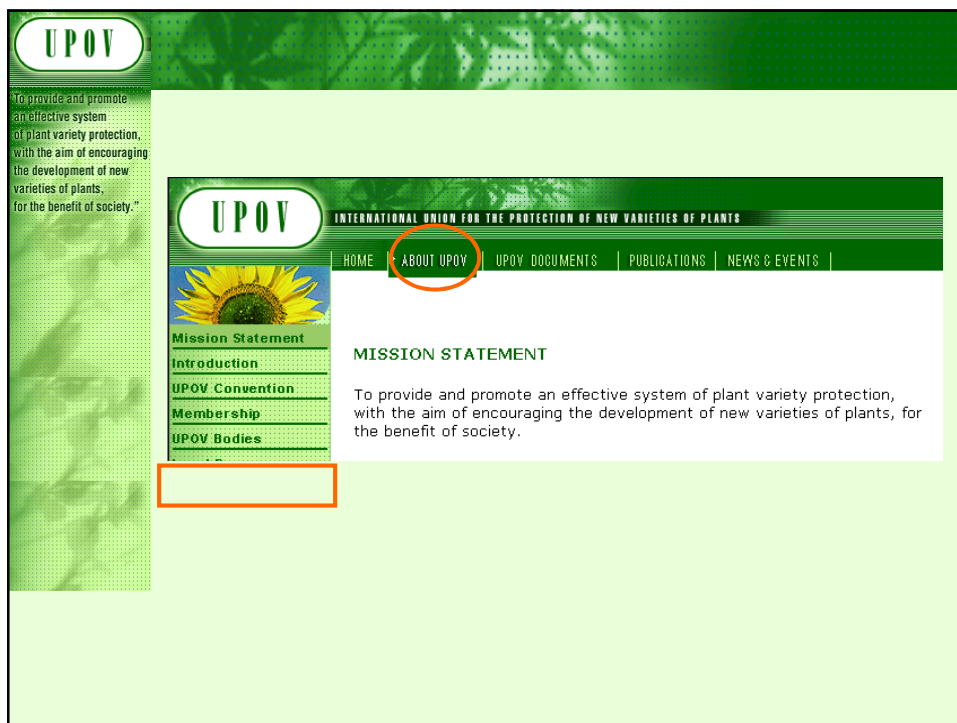 UPOV
To provide and promote
an effective system
of plant variety protection,
with the aim of encouraging
the development of new
varieties of plants,
for the benefit of society."
UPOV
INTERNATIONAL UNION FOR THE PROTECTION OF NEW VARIETIES OF PLANTS
HOME ABOUT UPOV UPOV DOCUMENTS PUBLICATIONS NEWS & EVENTS
Mission Statement
Introduction
UPOV Convention
Membership
UPOV Bodies
MISSION STATEMENT
To provide and promote an effective system of plant variety protection,
with the aim of encouraging the development of new varieties of plants, for
the benefit of society.